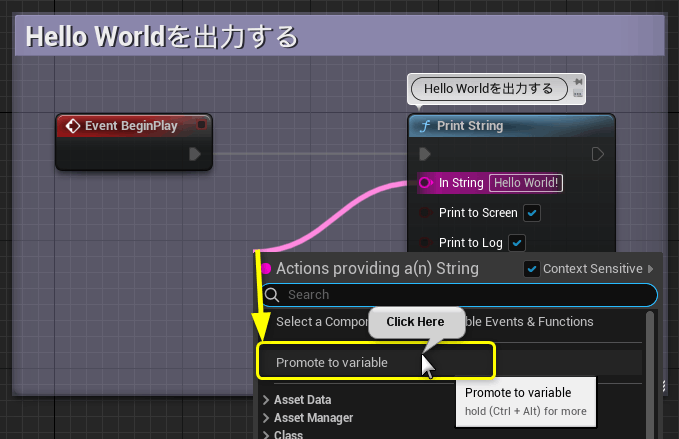 Hello Worldを出力する
Hello Worldを出力する
Event BeginPlay
Print String
In String Hello World!
Print to Screen
Print to Log
Actions providing a(n) String
Context Sensitive
Search
Select a Compo ble Events & Functions
Click Here
Promote to variable
Promote to variable
hold (Ctrl + Alt) for more
Asset Data
Asset Manager
Class